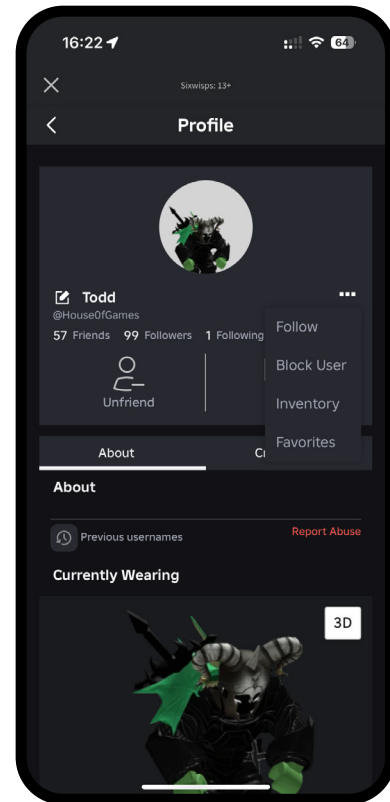 16:22
64
Sixwisps: 13+
Profile
Todd
@HouseOfGames
57 Friends 99 Followers 1 Following
Follow
Block User
Inventory
Favorites
Unfriend
About
About
Previous usernames
Report Abuse
Currently Wearing
3D